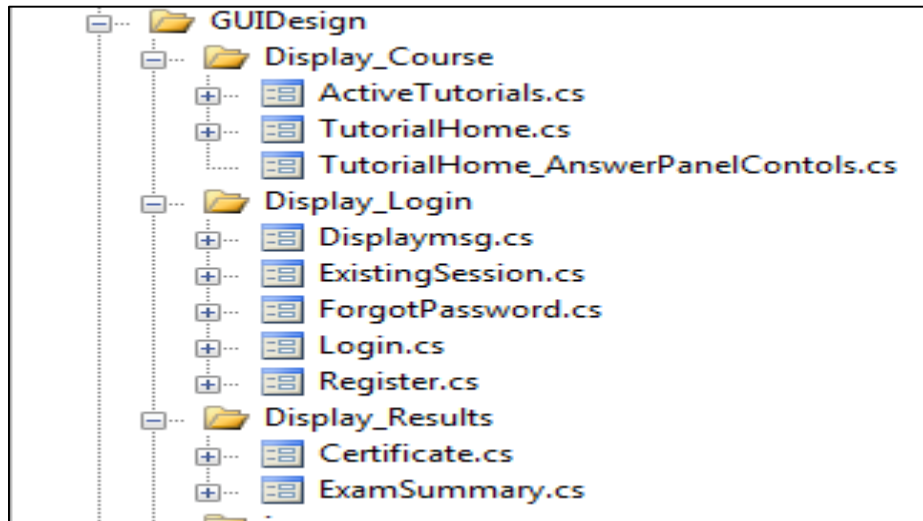 GUIDesign
Display_Course
ActiveTutorials.cs
TutorialHome.cs
TutorialHome_AnswerPanelContols.cs
Display_Login
Displaymsg.cs
ExistingSession.cs
ForgotPassword.cs
Login.cs
Register.cs
Display_Results
Certificate.cs
ExamSummary.cs